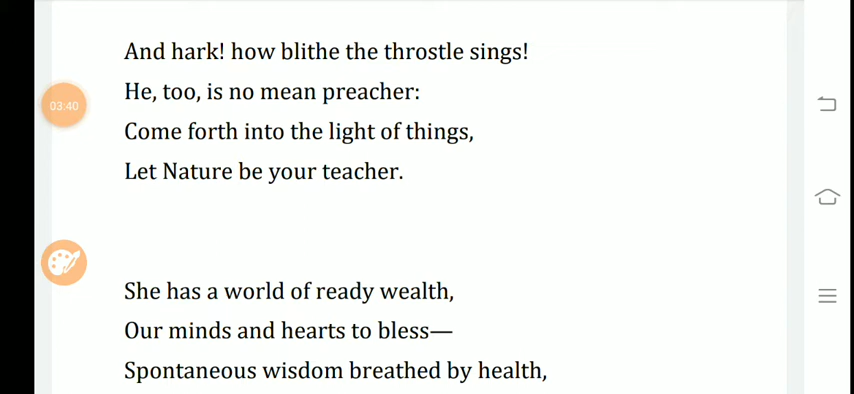 And hark! how blithe the throstle sings!
He, too, is no mean preacher:
Come forth into the light of things,
Let Nature be your teacher.
She has a world of ready wealth,
Our minds and hearts to bless—
Spontaneous wisdom breathed by health,
03:40